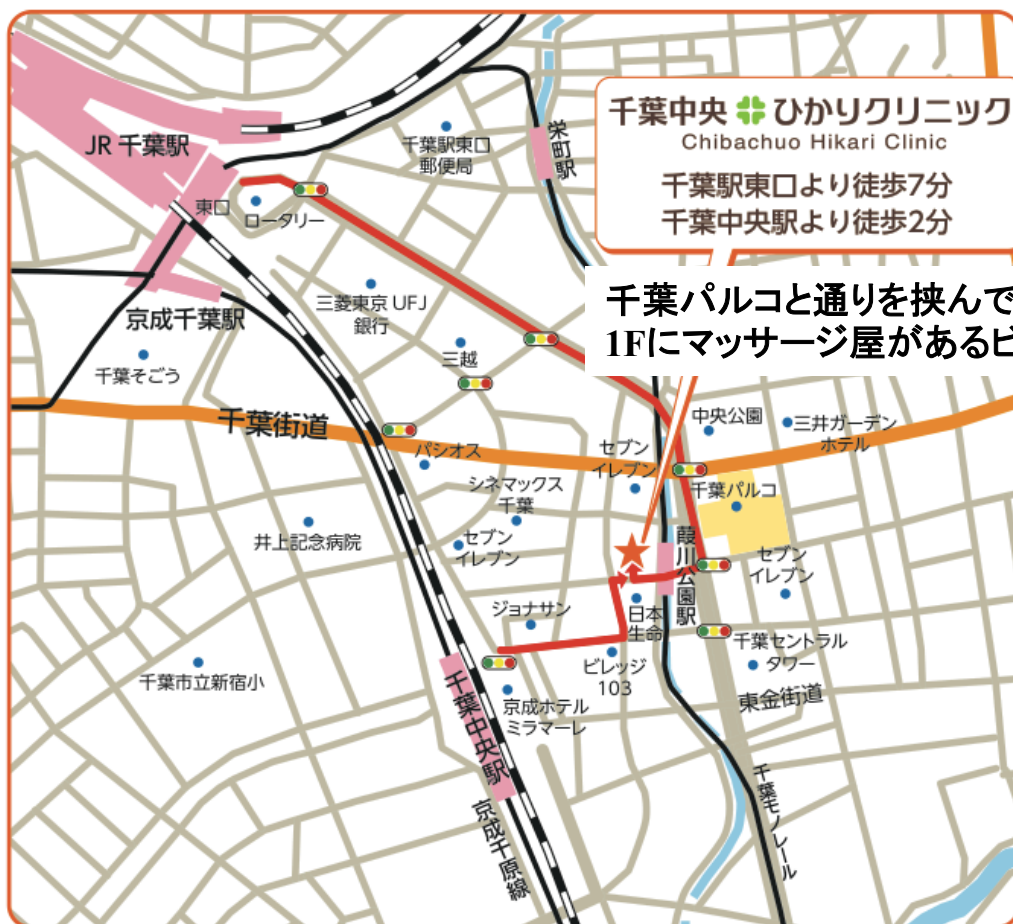 千葉中央 ひかりクリニック
Chibachuo Hikari Clinic
千葉駅東口より徒歩7分
千葉中央駅より徒歩2分
千葉パルコと通りを挟んで
1Fにマッサージ屋があるビ
JR 千葉駅
東口
ロータリー
千葉駅東口
郵便局
栄町駅
京成千葉駅
千葉そごう
三菱東京 UFJ
銀行
三越
千葉街道
パシオス
シネマックス
千葉
セブン
イレブン
セブン
イレブン
中央公園
三井ガーデン
ホテル
千葉パルコ
井上記念病院
葭川公園駅
セブン
イレブン
ジョナサン
日本
生命
千葉セントラル
タワー
ビレッジ
103
東金街道
千葉市立新宿小
千葉中央駅
京成ホテル
ミラマーレ
京成千原線
千葉モノレール